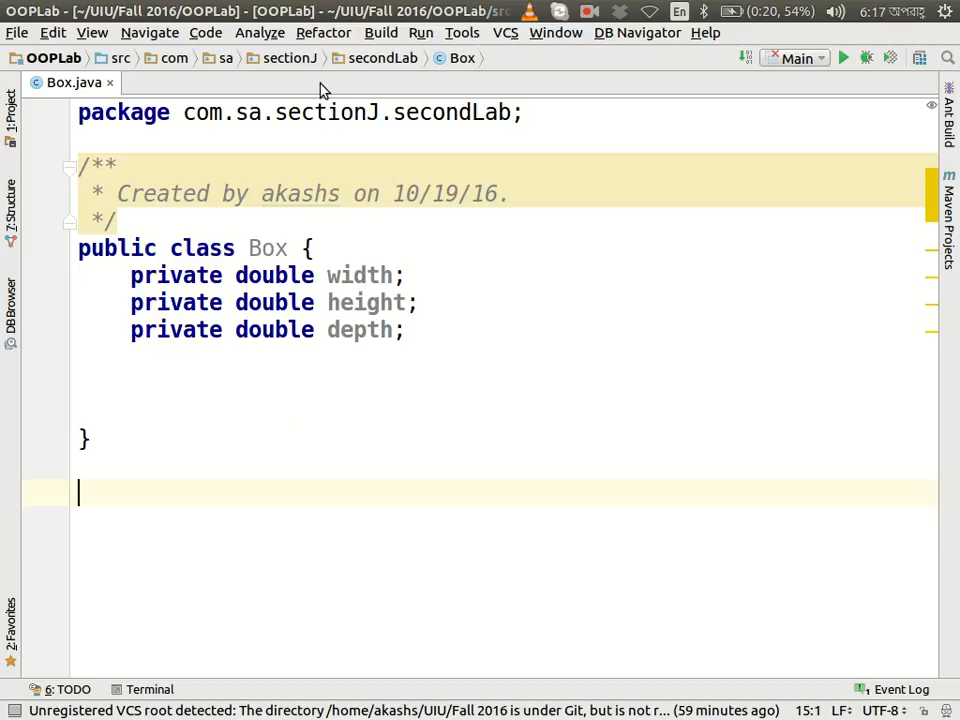 OOPLab - [~/UIU/Fall 2016/OOPLab] - [OOPLab] - ~/UIU/Fall 2016/OOPLab/src
En (0:20, 54%) 6:17 অপরাহ্ণ
File Edit View Navigate Code Analyze Refactor Build Run Tools VCS Window DB Navigator Help
OOPLab src com sa sectionJ secondLab Box Main
Box.java
package com.sa.sectionJ.secondLab;
/**
* Created by akashs on 10/19/16.
*/
public class Box {
private double width;
private double height;
private double depth;
}
1: Project
7: Structure
DB Browser
2: Favorites
Ant Build
Maven Projects
6: TODO Terminal Event Log
Unregistered VCS root detected: The directory /home/akashs/UIU/Fall 2016 is under Git, but is not r... (59 minutes ago) 15:1 LF UTF-8